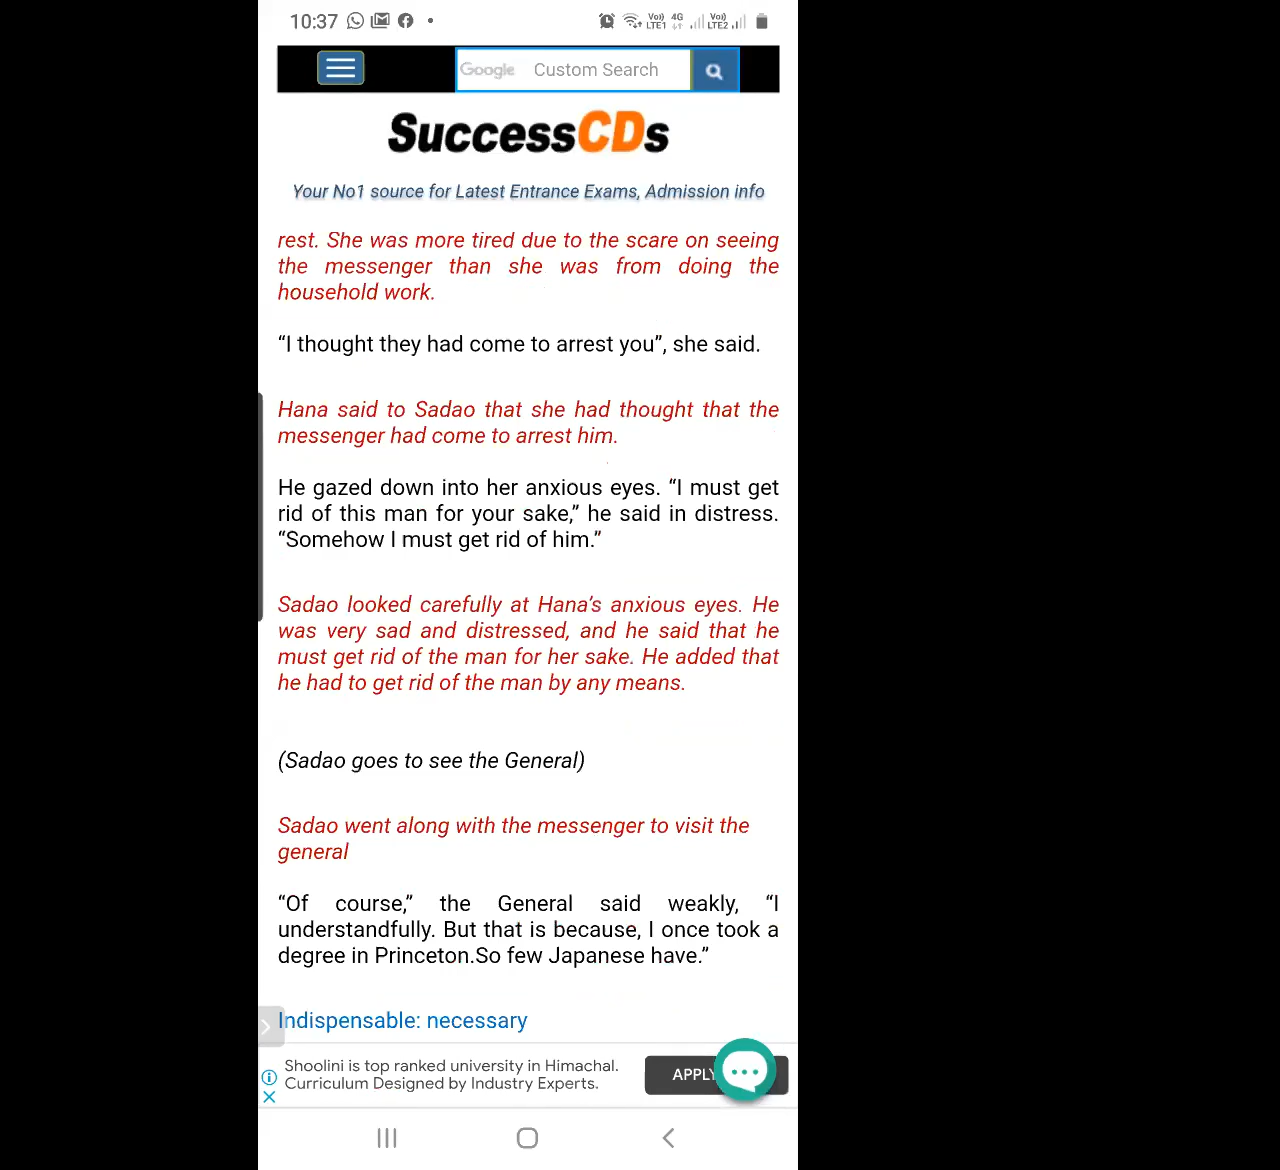 10:37
Vo) LTE1 4G Vo) LTE2
Google Custom Search
SuccessCDs
Your No1 source for Latest Entrance Exams, Admission info
rest. She was more tired due to the scare on seeing
the messenger than she was from doing the
household work.
“I thought they had come to arrest you”, she said.
Hana said to Sadao that she had thought that the
messenger had come to arrest him.
He gazed down into her anxious eyes. “I must get
rid of this man for your sake,” he said in distress.
“Somehow I must get rid of him.”
Sadao looked carefully at Hana’s anxious eyes. He
was very sad and distressed, and he said that he
must get rid of the man for her sake. He added that
he had to get rid of the man by any means.
(Sadao goes to see the General)
Sadao went along with the messenger to visit the
general
“Of course,” the General said weakly, “I
understandfully. But that is because, I once took a
degree in Princeton.So few Japanese have.”
Indispensable: necessary
Shoolini is top ranked university in Himachal.
Curriculum Designed by Industry Experts.
APPLY